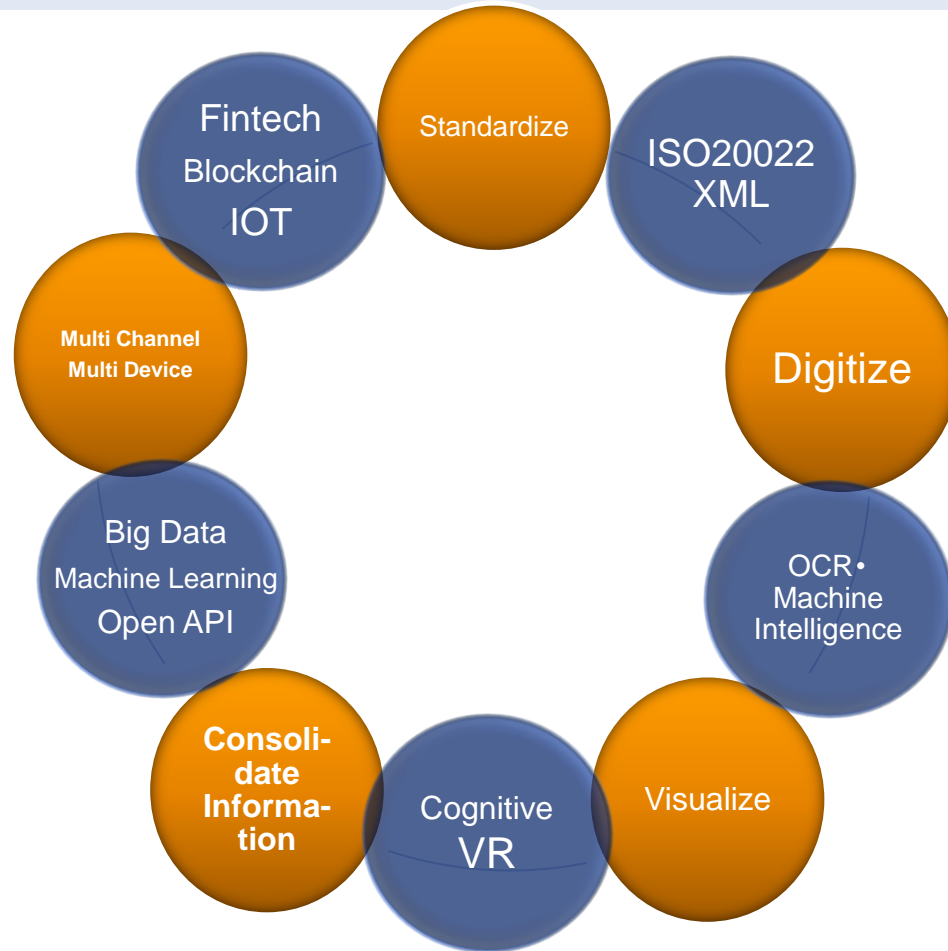 Standardize
ISO20022
XML
Digitize
OCR•
Machine
Intelligence
Visualize
Cognitive
VR
Consoli-
date
Informa-
tion
Big Data
Machine Learning
Open API
Multi Channel
Multi Device
Fintech
Blockchain
IOT